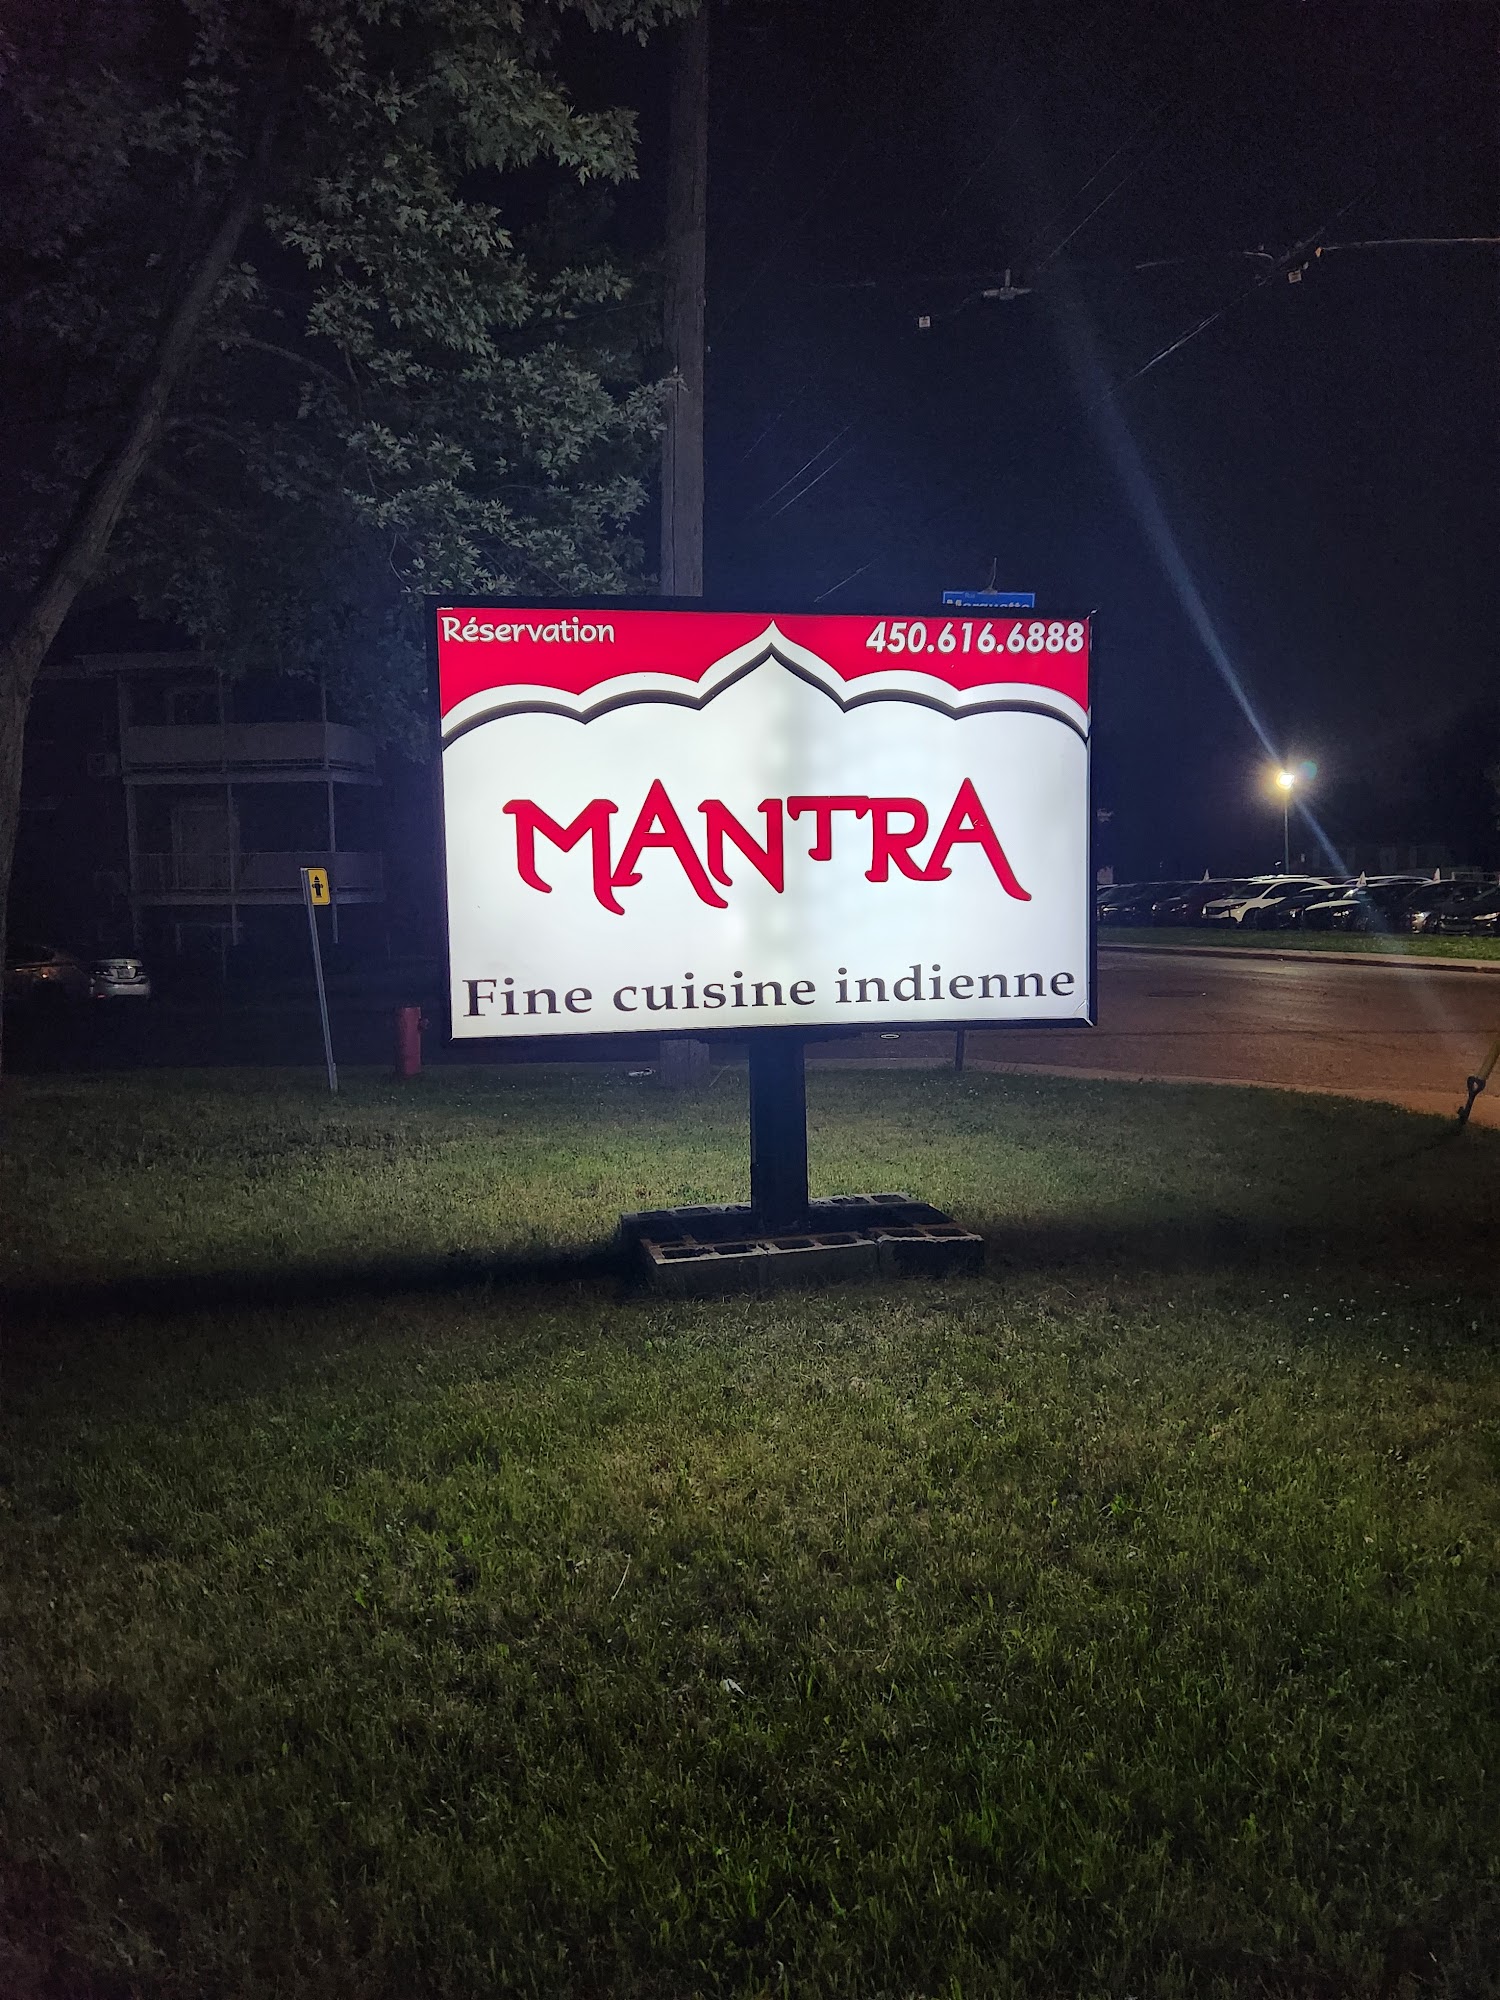 Réservation 450.616.6888
MANTRA
Fine cuisine indienne